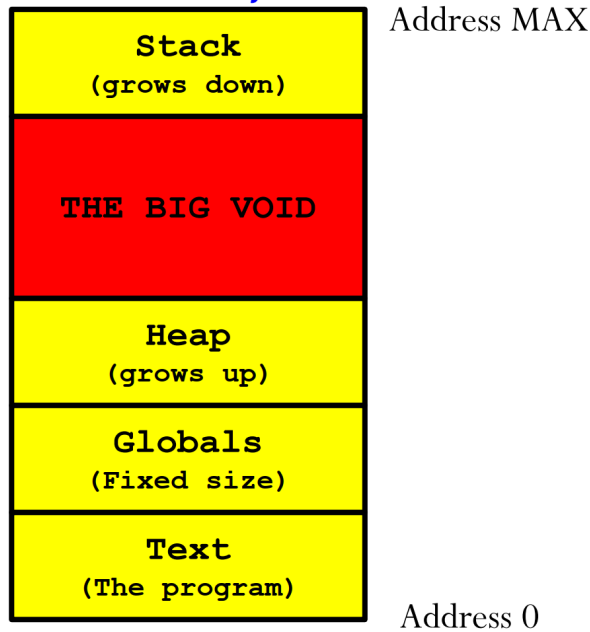 Stack
(grows down)
Address MAX
THE BIG VOID
Heap
(grows up)
Globals
(Fixed size)
Text
(The program)
Address 0